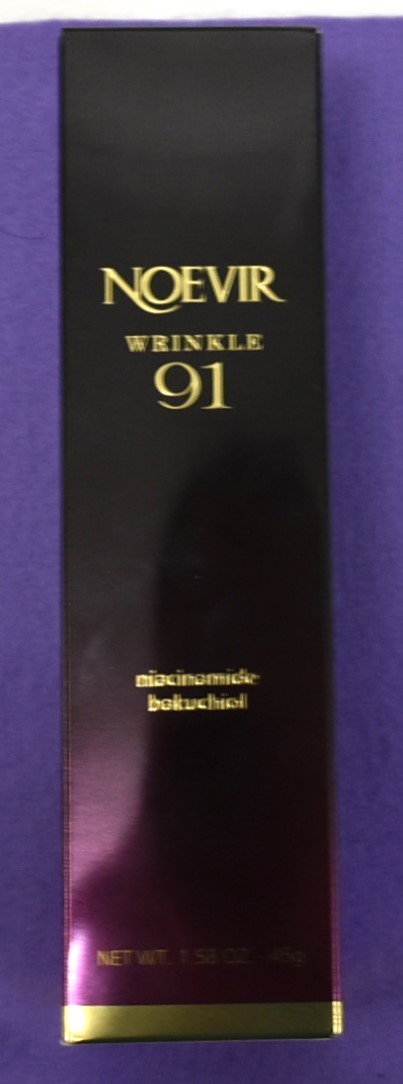 NOEVIR
WRINKLE
91
niacinamide
bakuchiol
NET WT. 1.58 OZ. 45g